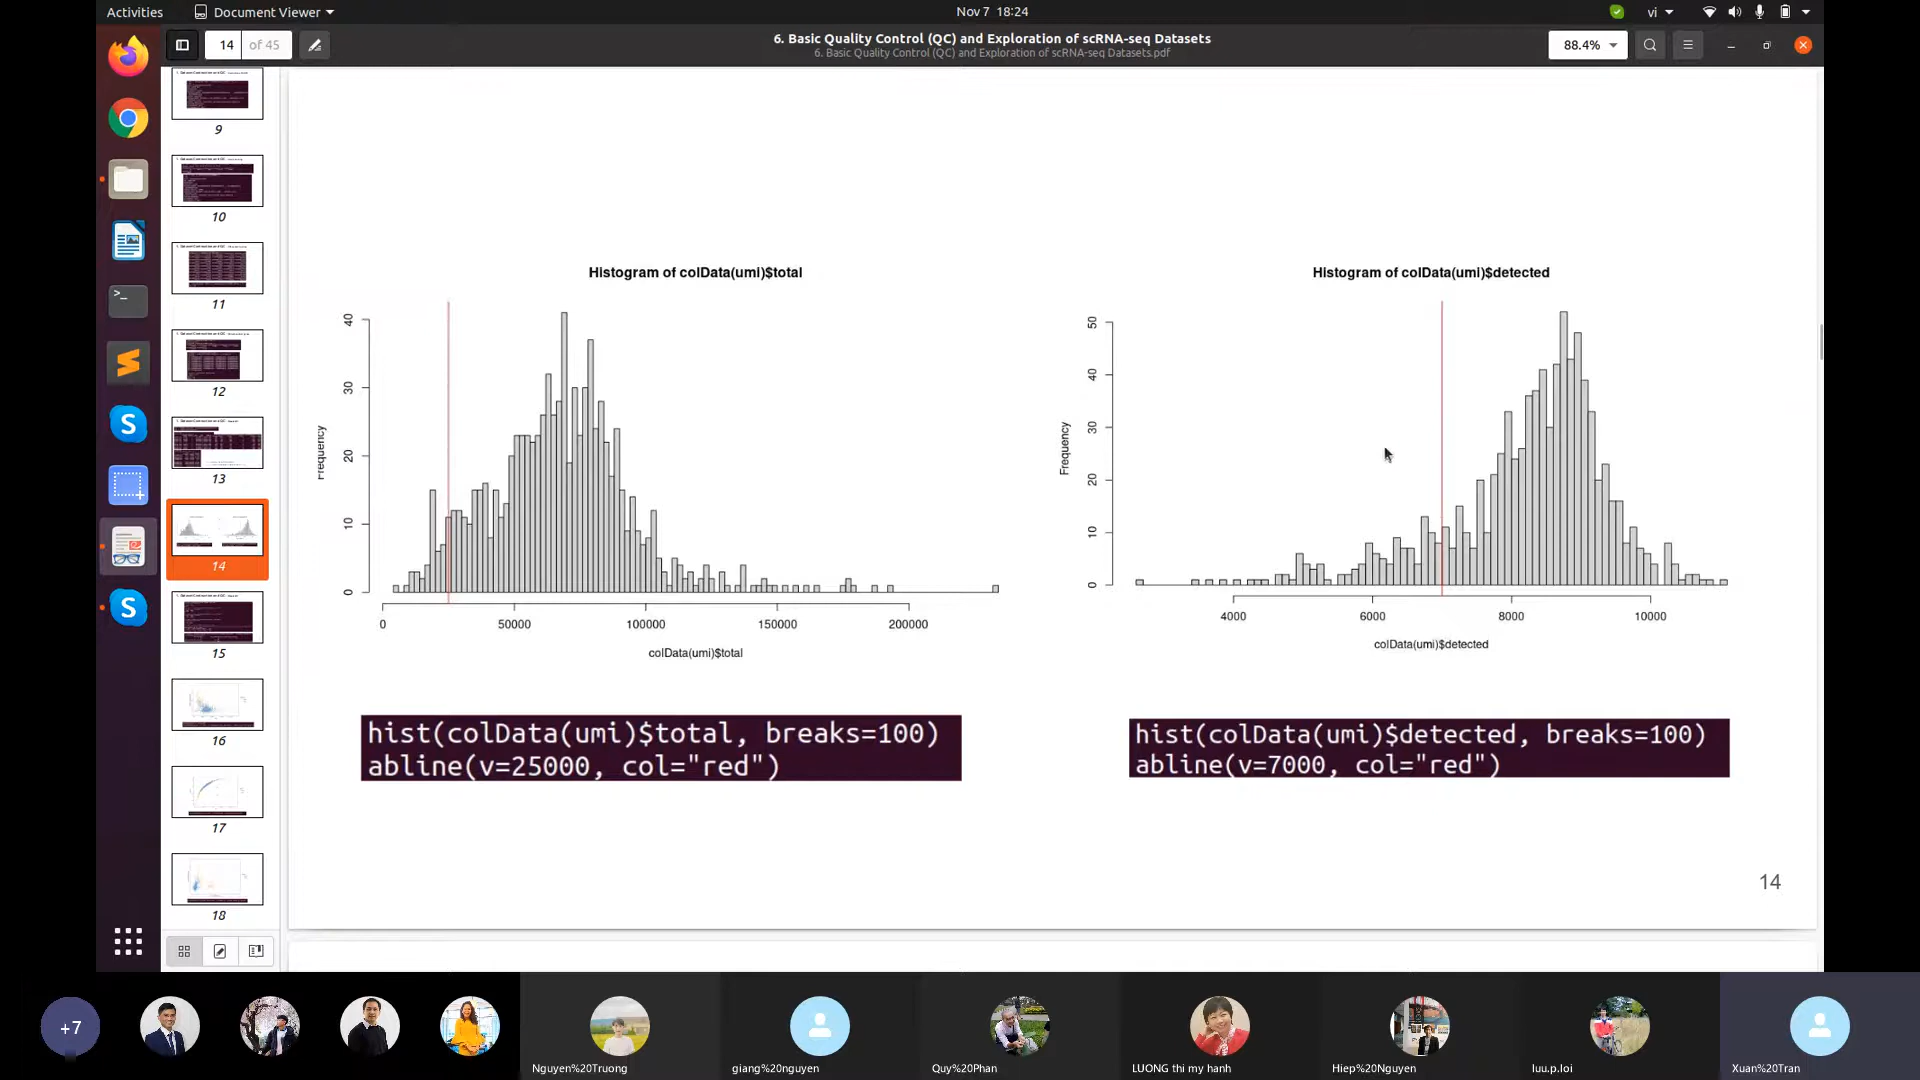 Activities
Document Viewer
Nov 7 18:24
vi
14
of 45
6. Basic Quality Control (QC) and Exploration of scRNA-seq Datasets
6. Basic Quality Control (QC) and Exploration of scRNA-seq Datasets.pdf
88.4%
9
10
11
12
13
14
15
16
17
18
Histogram of colData(umi)$total
Frequency
0
10
20
30
40
0
50000
100000
150000
200000
colData(umi)$total
hist(colData(umi)$total, breaks=100)
abline(v=25000, col="red")
Histogram of colData(umi)$detected
Frequency
0
10
20
30
40
50
4000
6000
8000
10000
colData(umi)$detected
hist(colData(umi)$detected, breaks=100)
abline(v=7000, col="red")
14
+7
Nguyen%20Truong
giang%20nguyen
Quy%20Phan
LUONG thi my hanh
Hiep%20Nguyen
luu.p.loi
Xuan%20Tran